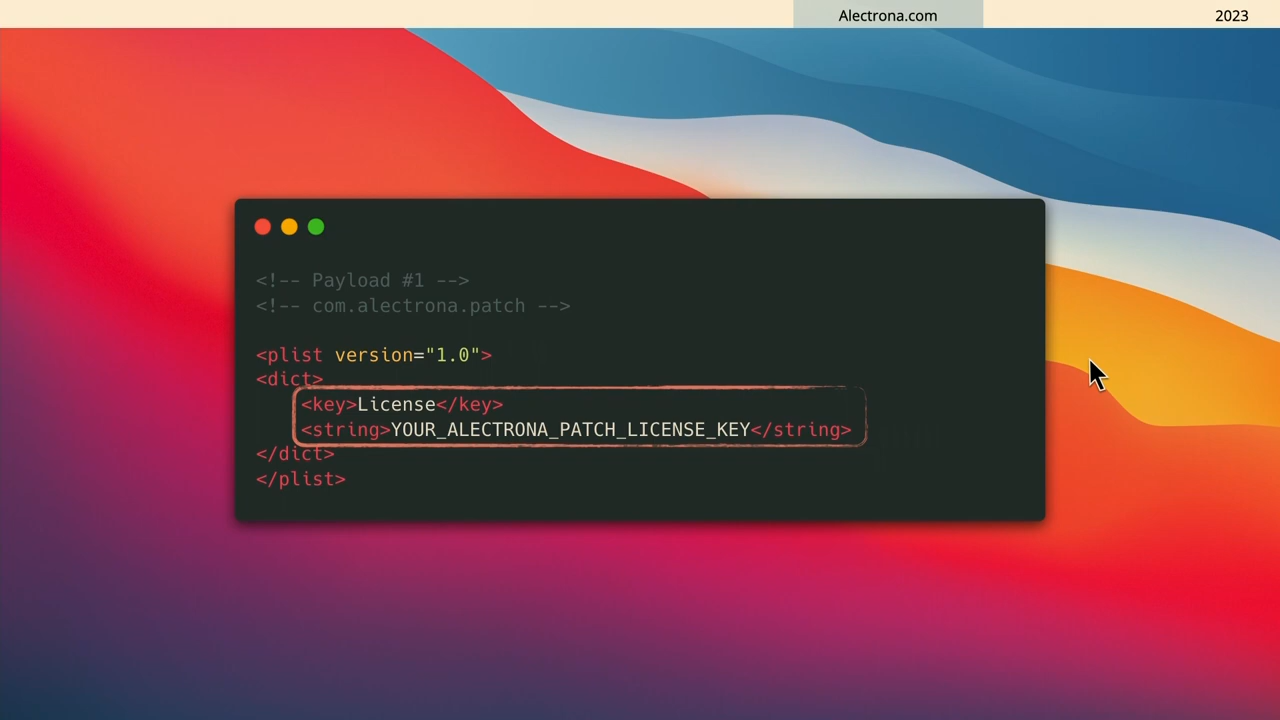 Alectrona.com
2023
<!-- Payload #1 -->
<!-- com.alectrona.patch -->
<plist version="1.0">
<dict>
<key>License</key>
<string>YOUR_ALECTRONA_PATCH_LICENSE_KEY</string>
</dict>
</plist>